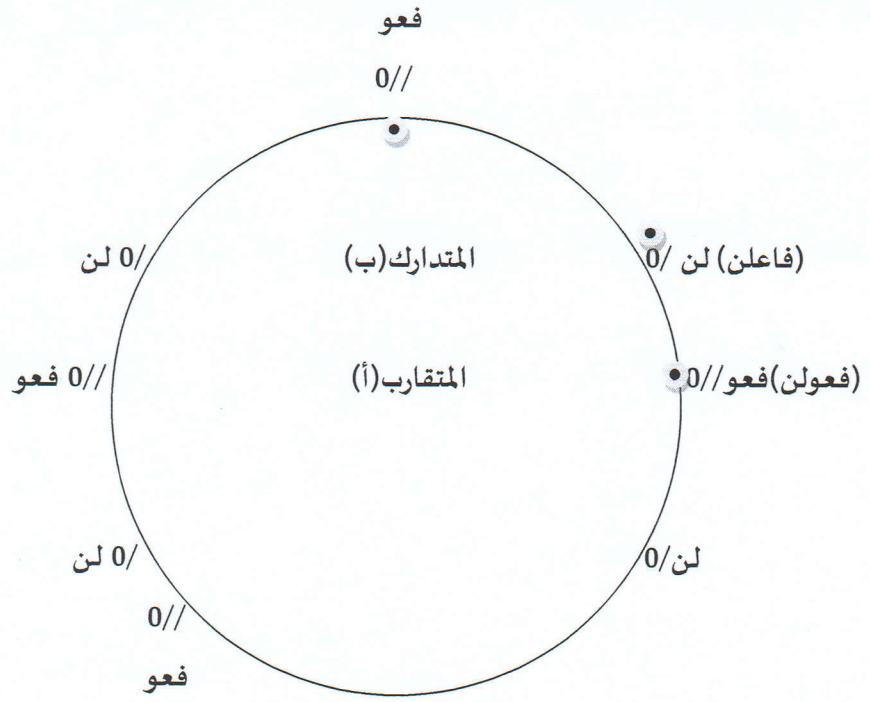 فعو
//0
/0 لن
المتدارك(ب)
(فاعلن) لن /0
//0 فعو
المتقارب(أ)
(فعولن)فعو//0
/0 لن
لن/0
//0
فعو